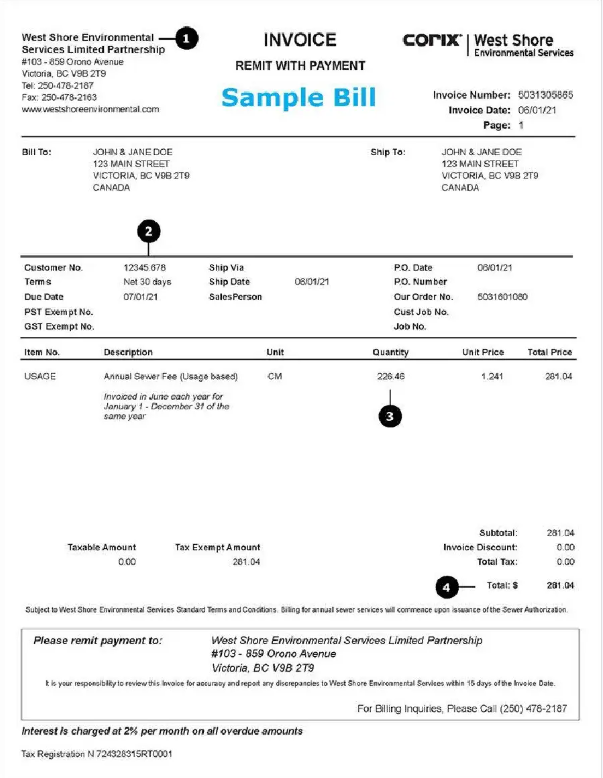 West Shore Environmental
Services Limited Partnership
#103 - 859 Orono Avenue
Victoria, BC V9B 2T9
Tel: 250-478-2187
Fax: 250-478-2163
www.westshoreenvironmental.com
1
INVOICE
REMIT WITH PAYMENT
Sample Bill
corix West Shore
Environmental Services
Invoice Number: 5031305865
Invoice Date: 06/01/21
Page: 1
Bill To: JOHN & JANE DOE
123 MAIN STREET
VICTORIA, BC V9B 2T9
CANADA
Ship To: JOHN & JANE DOE
123 MAIN STREET
VICTORIA, BC V9B 2T9
CANADA
2
Customer No. 12345678 Ship Via P.O. Date 06/01/21
Terms Net 30 days Ship Date 06/01/21 P.O. Number
Due Date 07/01/21 SalesPerson Our Order No. 5031601080
PST Exempt No. Cust Job No.
GST Exempt No. Job No.
Item No. Description Unit Quantity Unit Price Total Price
USAGE Annual Sewer Fee (Usage based) CM 226.46 1.241 281.04
Invoiced in June each year for
January 1 - December 31 of the
same year
3
Subtotal: 281.04
Taxable Amount Tax Exempt Amount Invoice Discount: 0.00
0.00 281.04 Total Tax: 0.00
4 Total: $ 281.04
Subject to West Shore Environmental Services Standard Terms and Conditions. Billing for annual sewer services will commence upon issuance of the Sewer Authorization.
Please remit payment to: West Shore Environmental Services Limited Partnership
#103 - 859 Orono Avenue
Victoria, BC V9B 2T9
It is your responsibility to review this Invoice for accuracy and report any discrepancies to West Shore Environmental Services within 15 days of the Invoice Date.
For Billing Inquiries, Please Call (250) 478-2187
Interest is charged at 2% per month on all overdue amounts
Tax Registration N 724328315RT0001